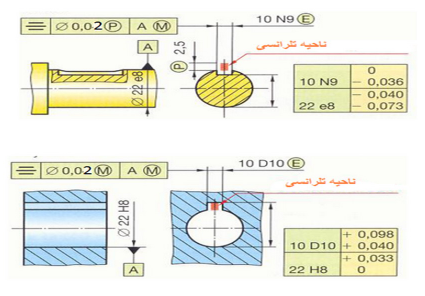 ⌯ ⌀ 0,02 Ⓟ A Ⓜ
10 N9 Ⓔ
ناحیه تلرانسی
A
Ⓟ 2,5
⌀ 22 e8
10 N9 0 − 0,036
22 e8 − 0,040 − 0,073
⌯ ⌀ 0,02 Ⓜ A Ⓜ
10 D10 Ⓔ
ناحیه تلرانسی
⌀ 22 H8
A
10 D10 + 0,098 + 0,040
22 H8 + 0,033 0